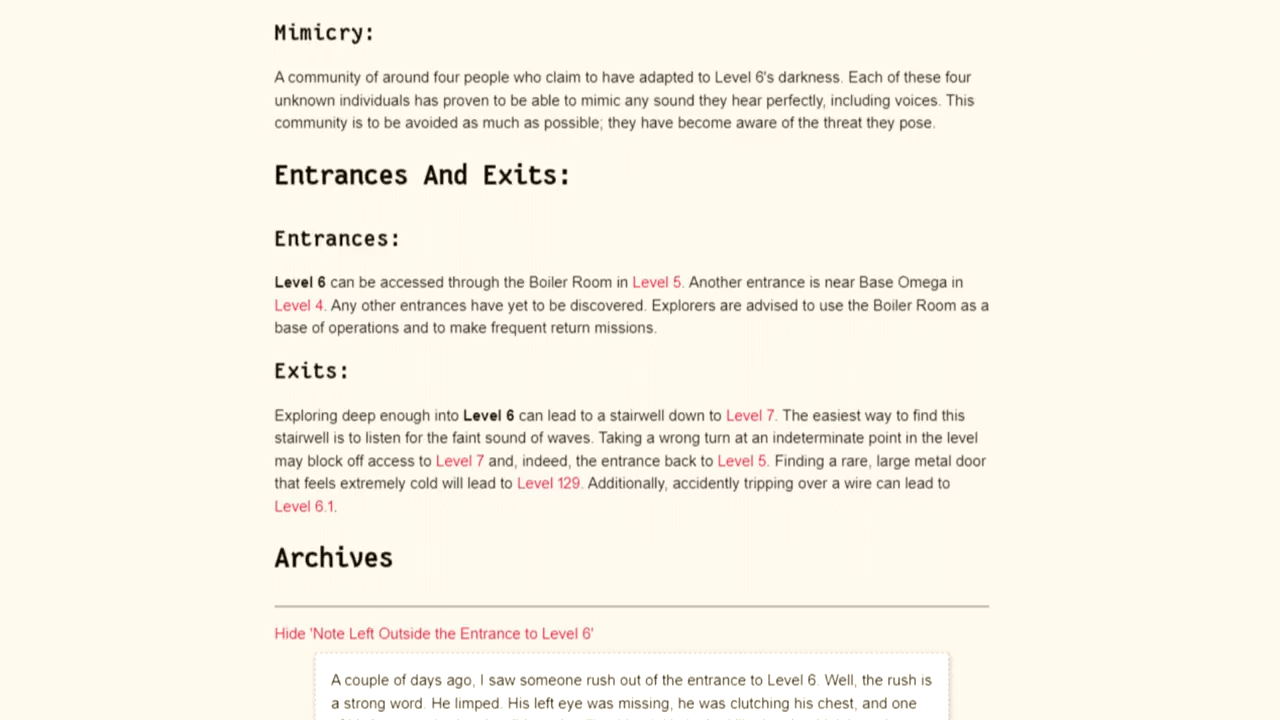 Mimicry:
A community of around four people who claim to have adapted to Level 6's darkness. Each of these four
unknown individuals has proven to be able to mimic any sound they hear perfectly, including voices. This
community is to be avoided as much as possible; they have become aware of the threat they pose.
Entrances And Exits:
Entrances:
Level 6 can be accessed through the Boiler Room in Level 5. Another entrance is near Base Omega in
Level 4. Any other entrances have yet to be discovered. Explorers are advised to use the Boiler Room as a
base of operations and to make frequent return missions.
Exits:
Exploring deep enough into Level 6 can lead to a stairwell down to Level 7. The easiest way to find this
stairwell is to listen for the faint sound of waves. Taking a wrong turn at an indeterminate point in the level
may block off access to Level 7 and, indeed, the entrance back to Level 5. Finding a rare, large metal door
that feels extremely cold will lead to Level 129. Additionally, accidently tripping over a wire can lead to
Level 6.1.
Archives
Hide 'Note Left Outside the Entrance to Level 6'
A couple of days ago, I saw someone rush out of the entrance to Level 6. Well, the rush is
a strong word. He limped. His left eye was missing, he was clutching his chest, and one